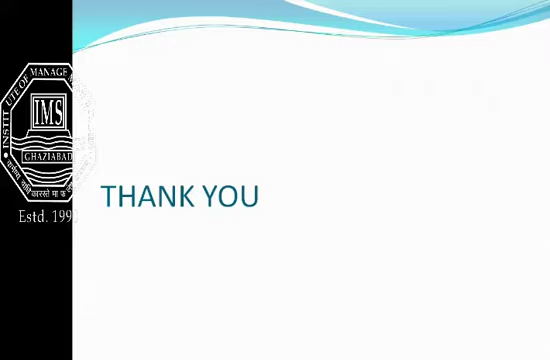 INSTITUTE OF MANAGE
IMS
GHAZIABAD
Estd. 199
THANK YOU